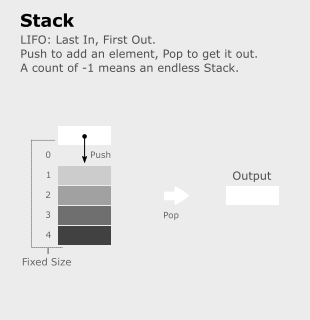 Stack
LIFO: Last In, First Out.
Push to add an element, Pop to get it out.
A count of -1 means an endless Stack.
0
Push
1
2
3
4
Output
Pop
Fixed Size